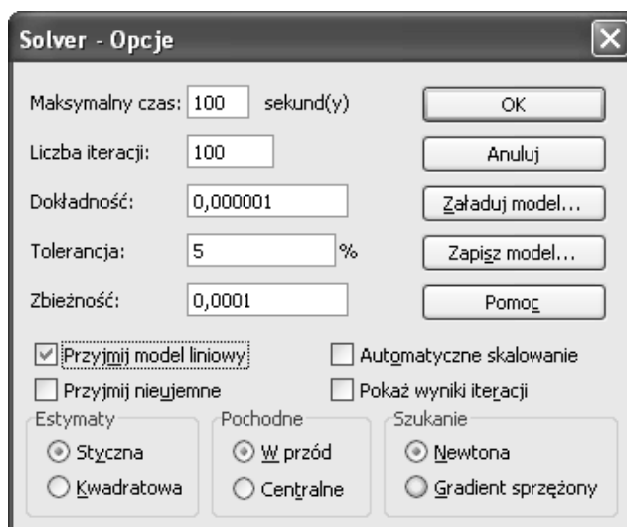 Solver - Opcje
Maksymalny czas: 100 sekund(y) OK
Liczba iteracji: 100 Anuluj
Dokładność: 0,000001 Załaduj model...
Tolerancja: 5 % Zapisz model...
Zbieżność: 0,0001 Pomoc
Przyjmij model liniowy Automatyczne skalowanie
Przyjmij nieujemne Pokaż wyniki iteracji
Estymaty Pochodne Szukanie
Styczna W przód Newtona
Kwadratowa Centralne Gradient sprzężony